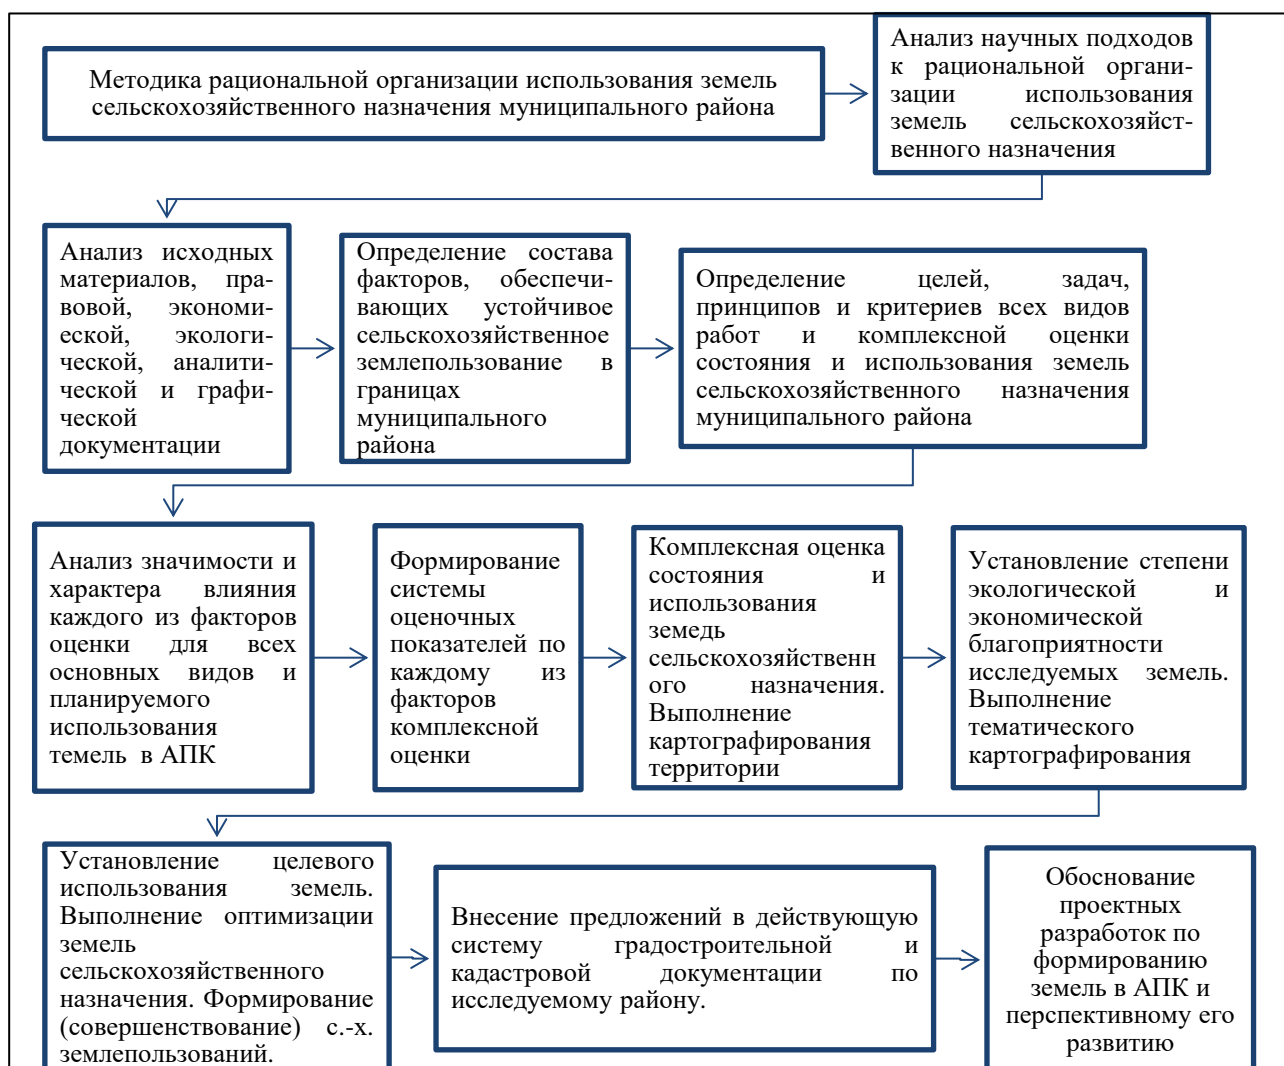 Методика рациональной организации использования земель
сельскохозяйственного назначения муниципального района
Анализ научных подходов
к рациональной органи-
зации использования
земель сельскохозяйст-
венного назначения
Анализ исходных
материалов, пра-
вовой, экономи-
еской, экологи-
ческой, аналити-
ческой и графи-
ческой
документации
Определение состава
факторов, обеспечи-
вающих устойчивое
сельскохозяйственное
землепользование в
границах
муниципального
района
Определение целей, задач,
принципов и критериев всех видов
работ и комплексной оценки
состояния и использования земель
сельскохозяйственного назначения
муниципального района
Анализ значимости и
характера влияния
каждого из факторов
оценки для всех
основных видов и
планируемого
использования
темель в АПК
Формирование
системы
оценочных
показателей по
каждому из
факторов
комплексной
оценки
Комплексная оценка
состояния и
использования
земедь
сельскохозяйственн
ого назначения.
Выполнение
картографирования
территории
Установление степени
экологической и
экономической
благоприятности
исследуемых земель.
Выполнение
тематического
картографирования
Установление целевого
использования земель.
Выполнение оптимизации
земель
сельскохозяйственного
назначения. Формирование
(совершенствование) с.-х.
землепользований.
Внесение предложений в действующую
систему градостроительной и
кадастровой документации по
исследуемому району.
Обоснование
проектных
разработок по
формированию
земель в АПК и
перспективному его
развитию